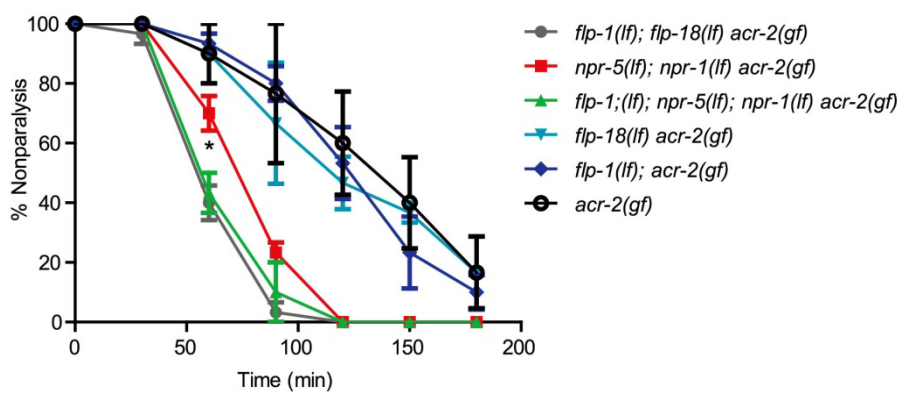 100
80
60
40
20
0
% Nonparalysis
*
0
50
100
150
200
Time (min)
flp-1(lf); flp-18(lf) acr-2(gf)
npr-5(lf); npr-1(lf) acr-2(gf)
flp-1;(lf); npr-5(lf); npr-1(lf) acr-2(gf)
flp-18(lf) acr-2(gf)
flp-1(lf); acr-2(gf)
acr-2(gf)